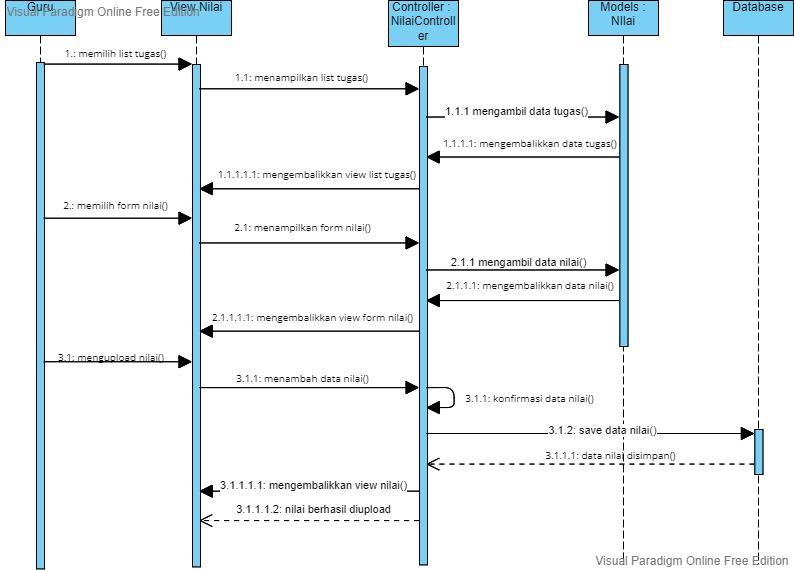 Guru
View Nilai
Controller :
NilaiControll
er
Models :
NIlai
Database
Visual Paradigm Online Free Edition
1.: memilih list tugas()
1.1: menampilkan list tugas()
1.1.1 mengambil data tugas()
1.1.1.1: mengembalikkan data tugas()
1.1.1.1.1: mengembalikkan view list tugas()
2.: memilih form nilai()
2.1: menampilkan form nilai()
2.1.1 mengambil data nilai()
2.1.1.1: mengembalikkan data nilai()
2.1.1.1.1: mengembalikkan view form nilai()
3.1: mengupload nilai()
3.1.1: menambah data nilai()
3.1.1: konfirmasi data nilai()
3.1.2: save data nilai()
3.1.1.1: data nilai disimpan()
3.1.1.1.1: mengembalikkan view nilai()
3.1.1.1.2: nilai berhasil diupload
Visual Paradigm Online Free Edition